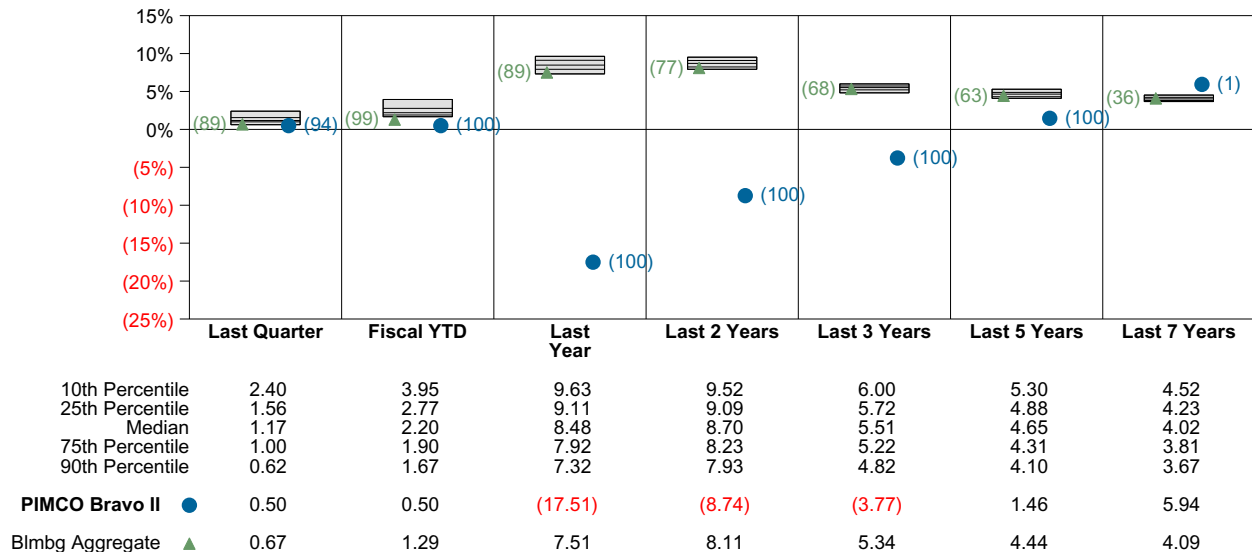 15%
10%
5%
0%
(5%)
(10%)
(15%)
(20%)
(25%)
(89) (94)
(99) (100)
(89) (100)
(77) (100)
(68) (100)
(63) (100)
(36) (1)
Last Quarter Fiscal YTD Last Year Last 2 Years Last 3 Years Last 5 Years Last 7 Years
10th Percentile 2.40 3.95 9.63 9.52 6.00 5.30 4.52
25th Percentile 1.56 2.77 9.11 9.09 5.72 4.88 4.23
Median 1.17 2.20 8.48 8.70 5.51 4.65 4.02
75th Percentile 1.00 1.90 7.92 8.23 5.22 4.31 3.81
90th Percentile 0.62 1.67 7.32 7.93 4.82 4.10 3.67
PIMCO Bravo II 0.50 0.50 (17.51) (8.74) (3.77) 1.46 5.94
Blmbg Aggregate 0.67 1.29 7.51 8.11 5.34 4.44 4.09